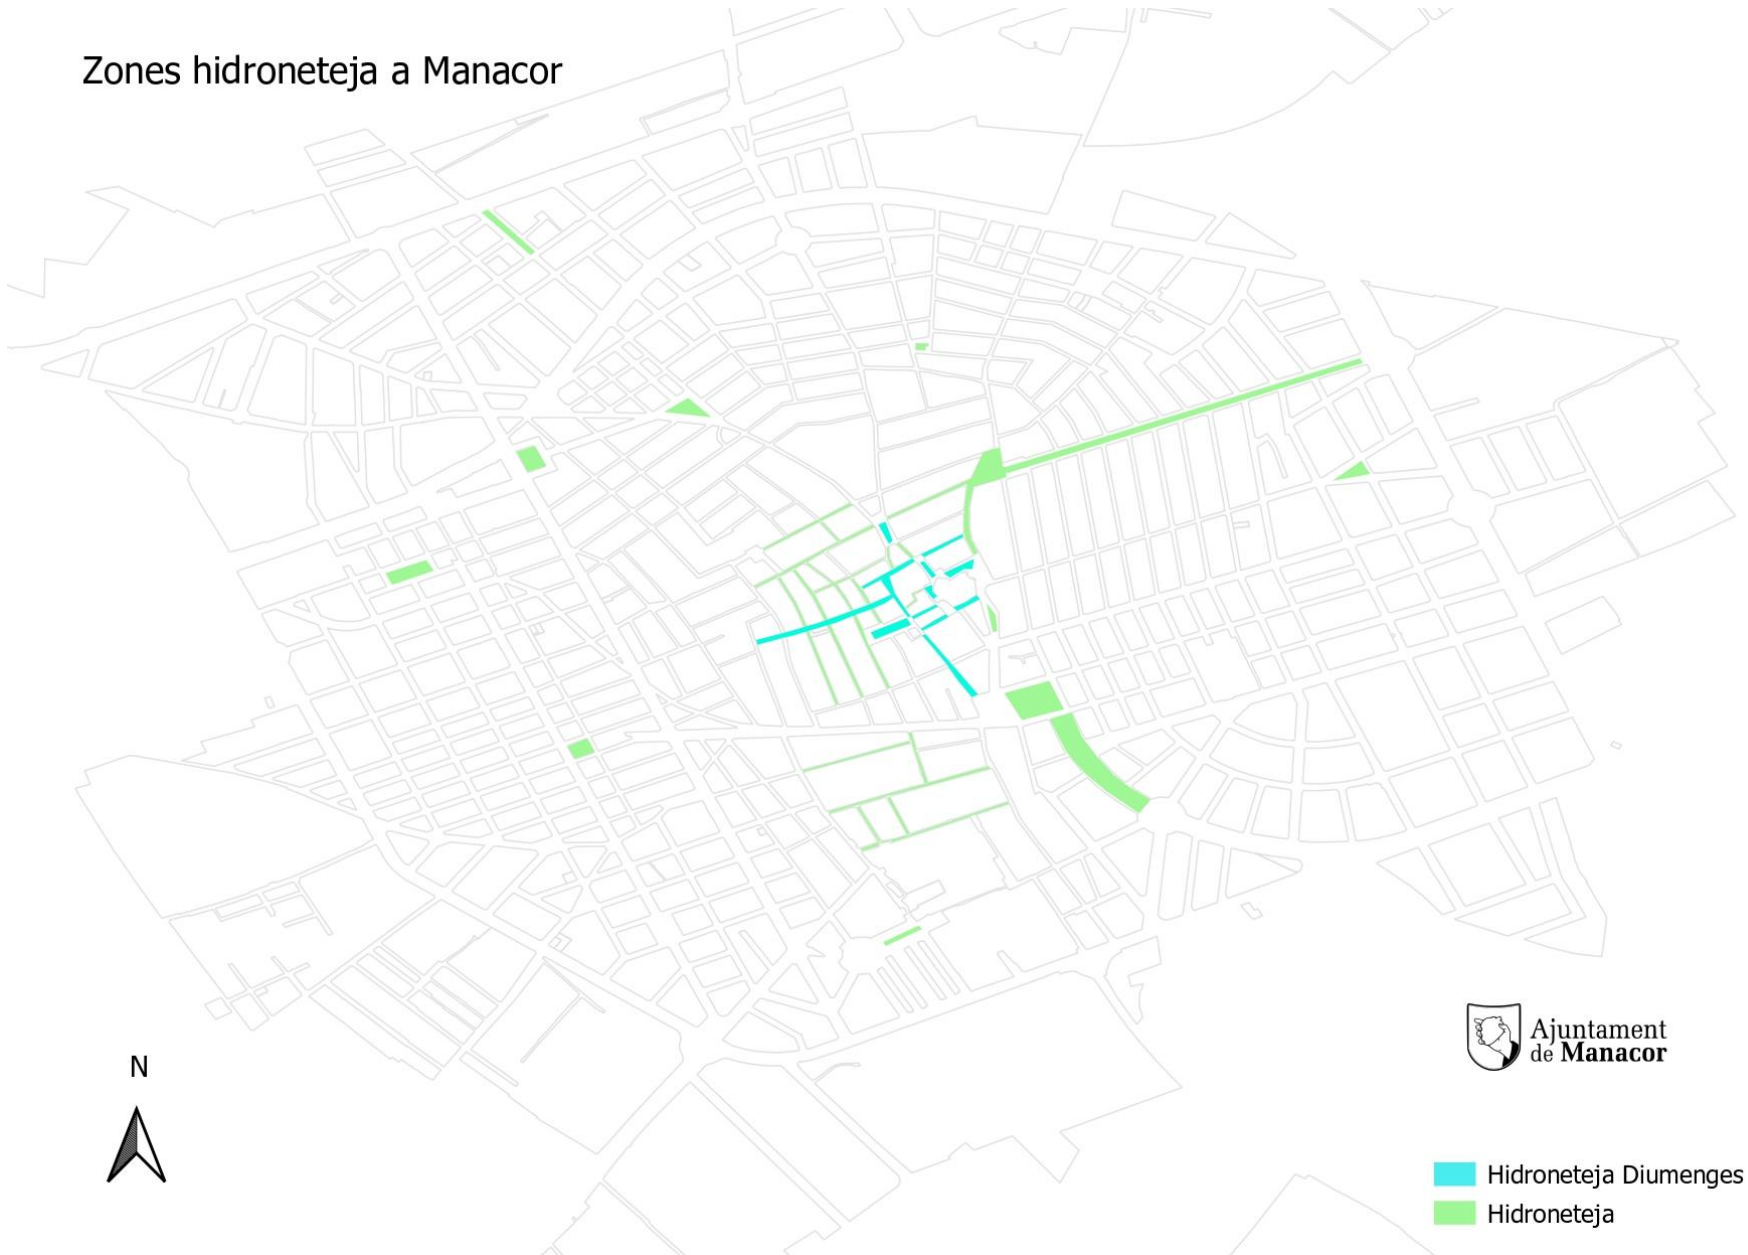 Zones hidroneteja a Manacor
N
Ajuntament
de Manacor
Hidroneteja Diumenges
Hidroneteja